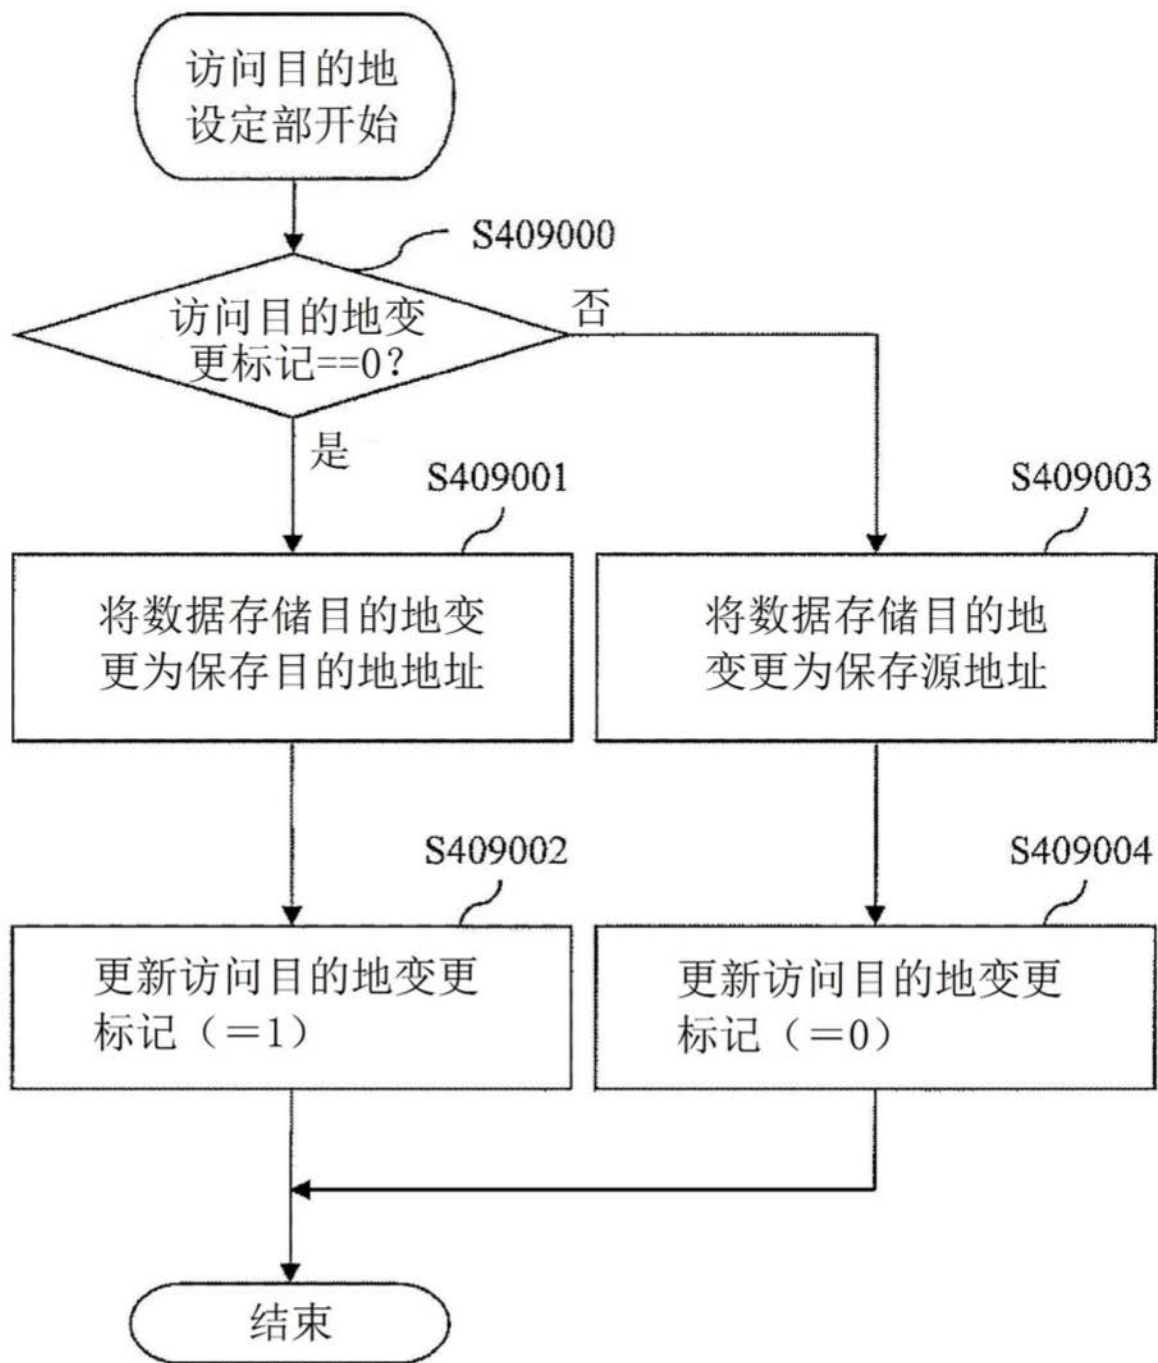 访问目的地
设定部开始
S409000
访问目的地变
更标记==0?
否
是
S409001
S409003
将数据存储目的地变
更为保存目的地地址
将数据存储目的地
变更为保存源地址
S409002
S409004
更新访问目的地变更
标记（=1）
更新访问目的地变更
标记（=0）
结束